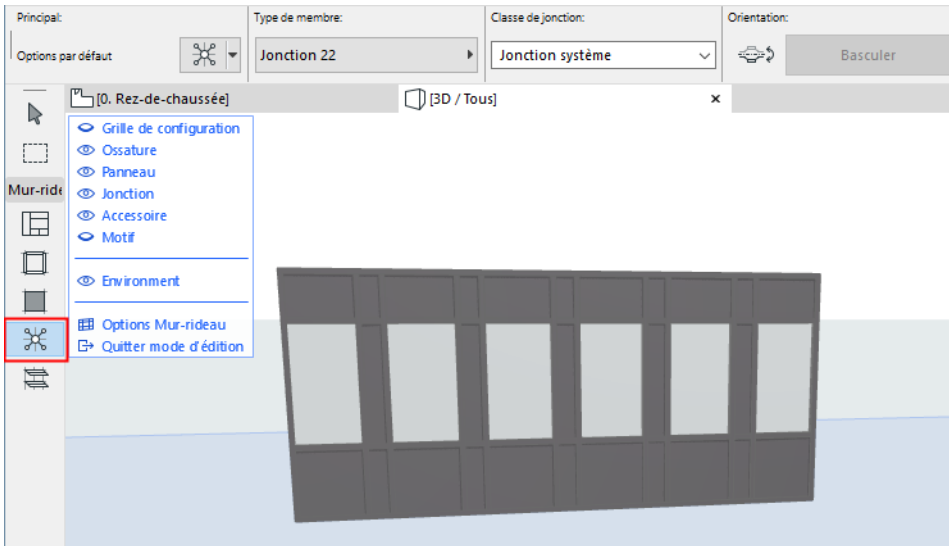 Principal:
Type de membre:
Classe de jonction:
Orientation:
Options par défaut
Jonction 22
Jonction système
Basculer
[0. Rez-de-chaussée]
[3D / Tous]
Grille de configuration
Ossature
Panneau
Mur-ride
Jonction
Accessoire
Motif
Environment
Options Mur-rideau
Quitter mode d'édition